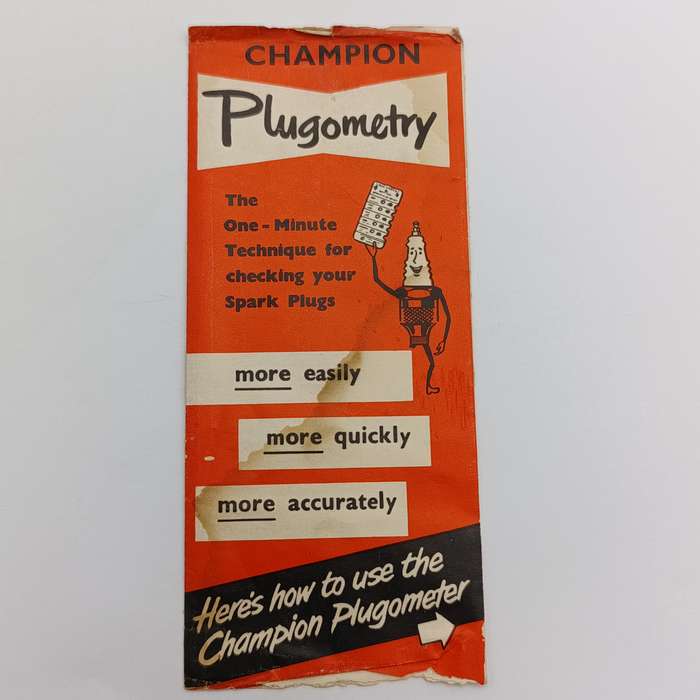 CHAMPION
Plugometry
The
One-Minute
Technique for
checking your
Spark Plugs
more easily
more quickly
more accurately
Here's how to use the
Champion Plugometer